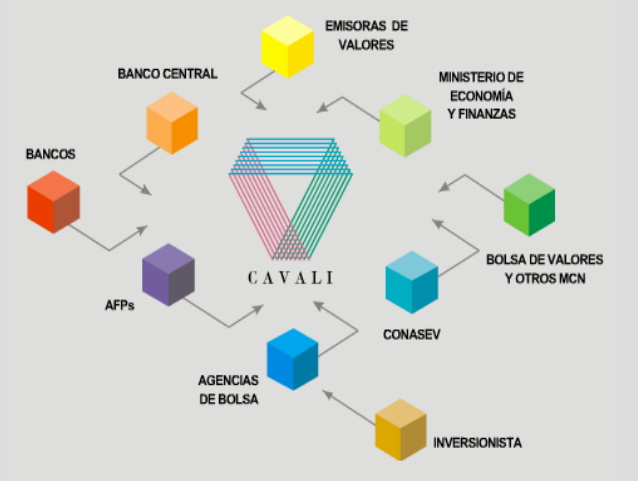 EMISORAS DE
VALORES
BANCO CENTRAL
MINISTERIO DE
ECONOMÍA
Y FINANZAS
BANCOS
BOLSA DE VALORES
Y OTROS MCN
CAVALI
AFPs
CONASEV
AGENCIAS
DE BOLSA
INVERSIONISTA